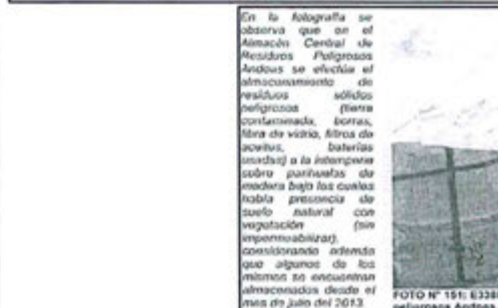 En la fotografía se
observa que en el
Almacén Central de
Residuos Peligrosos
Andoas se efectúa el
almacenamiento de
residuos sólidos
peligrosos (tierra
contaminada, borras,
fibra de vidrio, filtros de
aceites, baterías
usadas) a la intemperie
sobre parihuelas de
madera bajo los cuales
había presencia de
suelo natural con
vegetación (sin
impermeabilizar),
considerando además
que algunos de los
mismos se encuentran
almacenados desde el
mes de julio del 2013.
FOTO N° 151: